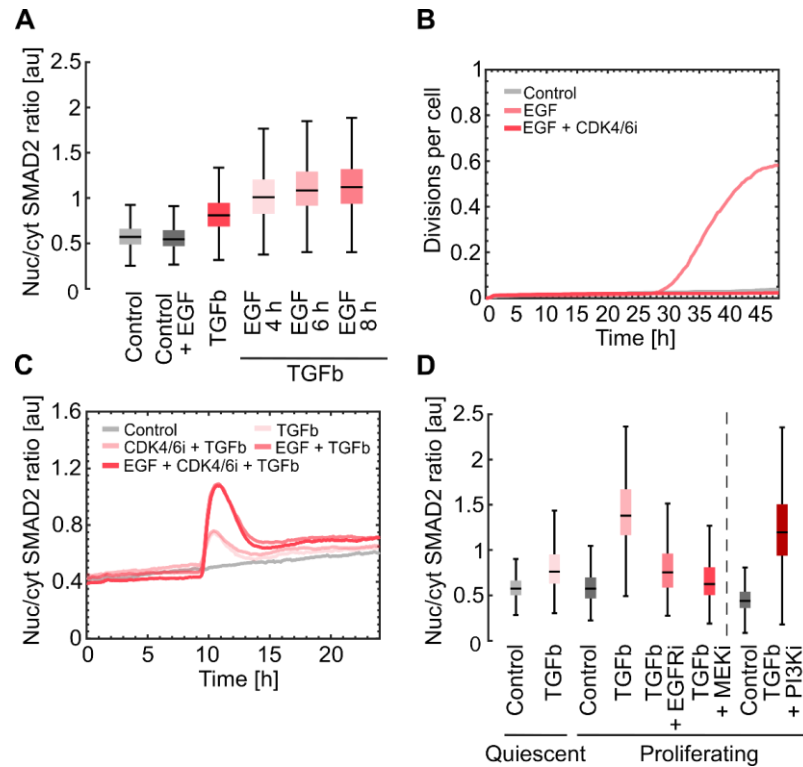 A
Nuc/cyt SMAD2 ratio [au]
2.5
2
1.5
1
0.5
0
Control
Control
+ EGF
TGFb
EGF
4 h
EGF
6 h
EGF
8 h
TGFb
B
Divisions per cell
1
0.8
0.6
0.4
0.2
0
Control
EGF
EGF + CDK4/6i
0 5 10 15 20 25 30 35 40 45
Time [h]
C
Nuc/cyt SMAD2 ratio [au]
1.6
1.2
0.8
0.4
0
Control
TGFb
CDK4/6i + TGFb
EGF + TGFb
EGF + CDK4/6i + TGFb
0 5 10 15 20
Time [h]
D
Nuc/cyt SMAD2 ratio [au]
2.5
2
1.5
1
0.5
0
Control
TGFb
Control
TGFb
TGFb
+ EGFRi
TGFb
+ MEKi
Control
TGFb
+ PI3Ki
Quiescent
Proliferating